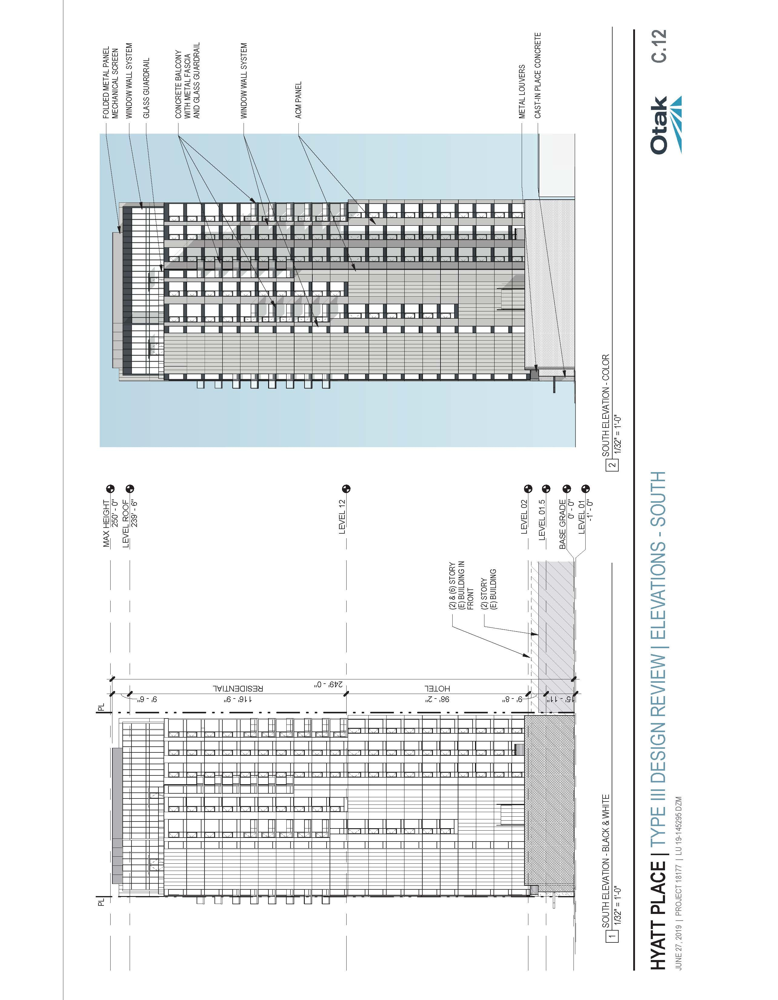 PL
PL
MAX HEIGHT
250' - 0"
LEVEL ROOF
239' - 6"
LEVEL 12
LEVEL 02
LEVEL 01.5
BASE GRADE
0' - 0"
LEVEL 01
-1' - 0"
9' - 6"
116' - 9"
98' - 2"
9' - 8"
15' - 11"
RESIDENTIAL
HOTEL
249' - 0"
(2) & (6) STORY
(E) BUILDING IN
FRONT
(2) STORY
(E) BUILDING
1
SOUTH ELEVATION - BLACK & WHITE
1/32" = 1'-0"
FOLDED METAL PANEL
MECHANICAL SCREEN
WINDOW WALL SYSTEM
GLASS GUARDRAIL
CONCRETE BALCONY
WITH METAL FASCIA
AND GLASS GUARDRAIL
WINDOW WALL SYSTEM
ACM PANEL
METAL LOUVERS
CAST-IN PLACE CONCRETE
2
SOUTH ELEVATION - COLOR
1/32" = 1'-0"
HYATT PLACE | TYPE III DESIGN REVIEW | ELEVATIONS - SOUTH
Otak
C.12
JUNE 27, 2019 | PROJECT 18177 | LU 19-145295 DZM